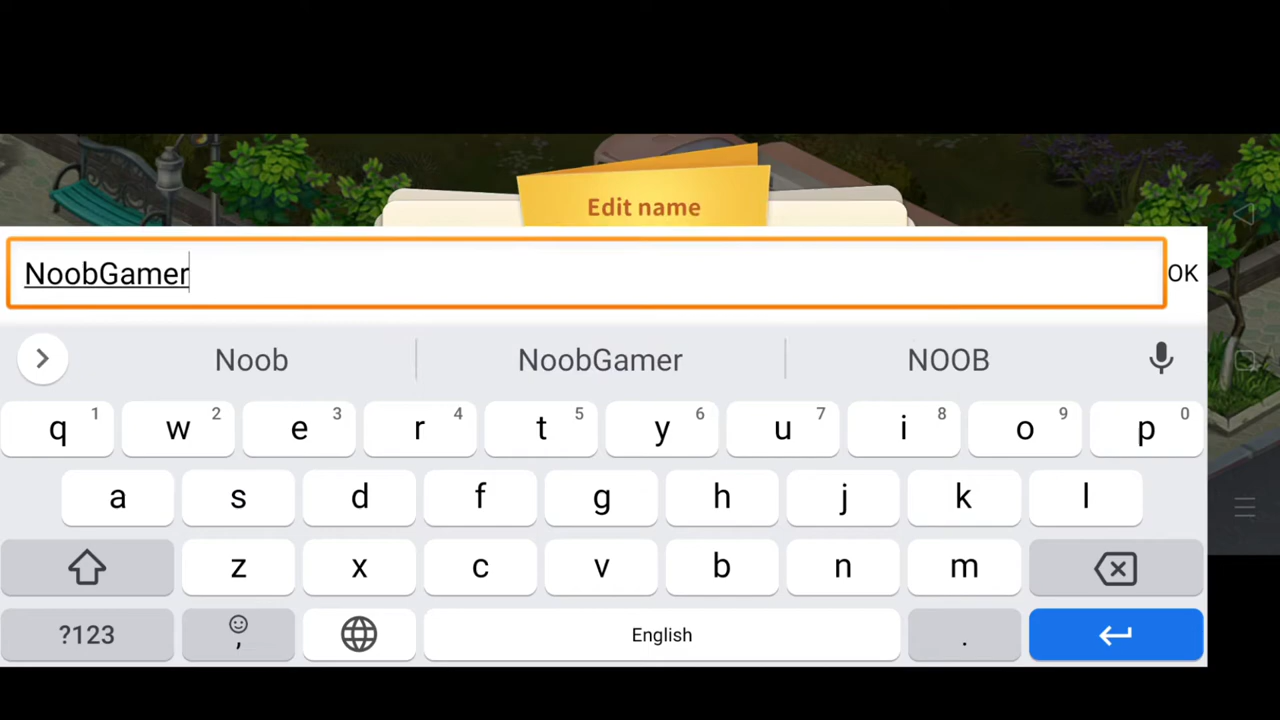 Edit name
NoobGamer
OK
Noob NoobGamer NOOB
q 1 w 2 e 3 r 4 t 5 y 6 u 7 i 8 o 9 p 0
a s d f g h j k l
z x c v b n m
?123 , English .